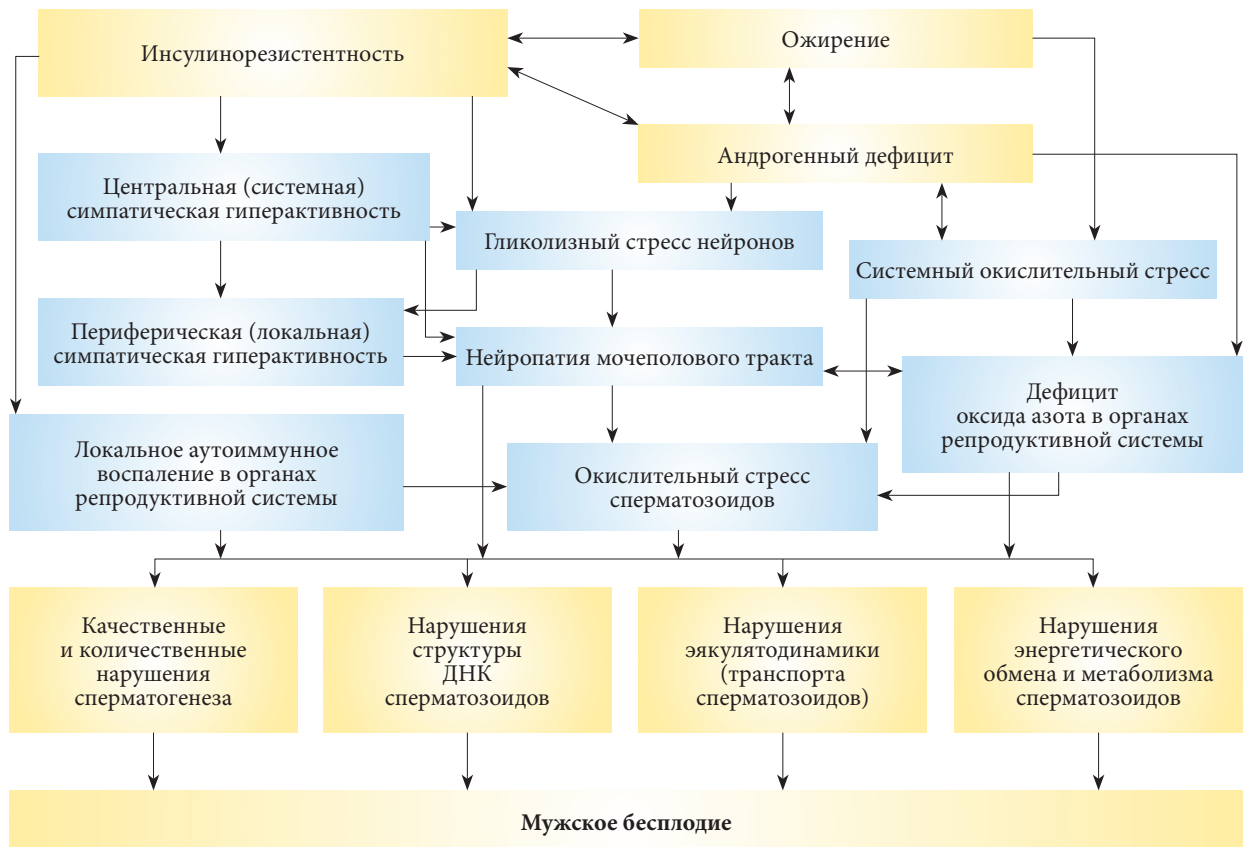 Инсулинорезистентность
Ожирение
Андрогенный дефицит
Центральная (системная)
симпатическая гиперактивность
Гликолизный стресс нейронов
Системный окислительный стресс
Периферическая (локальная)
симпатическая гиперактивность
Нейропатия мочеполового тракта
Дефицит
оксида азота в органах
репродуктивной системы
Локальное аутоиммунное
воспаление в органах
репродуктивной системы
Окислительный стресс
сперматозоидов
Качественные
и количественные
нарушения
сперматогенеза
Нарушения
структуры
ДНК
сперматозоидов
Нарушения
эякулятодинамики
(транспорта
сперматозоидов)
Нарушения
энергетического
обмена и метаболизма
сперматозоидов
Мужское бесплодие